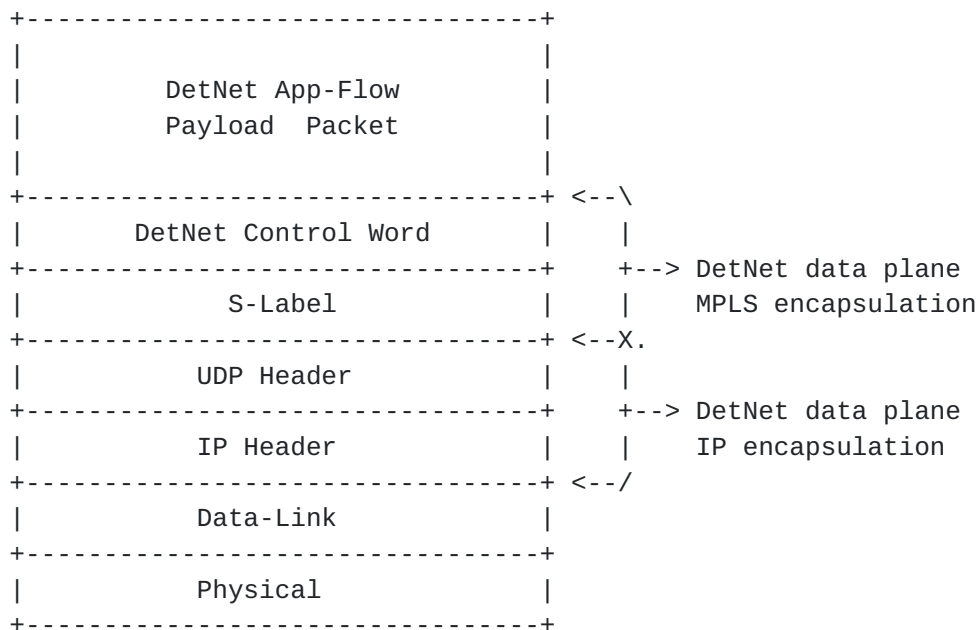 +---------------------------------+
|                                 |
|         DetNet App-Flow         |
|         Payload  Packet         |
|                                 |
+---------------------------------+ <--\
|       DetNet Control Word       |    |
+---------------------------------+    +--> DetNet data plane
|             S-Label             |    |    MPLS encapsulation
+---------------------------------+ <--X.
|           UDP Header            |    |
+---------------------------------+    +--> DetNet data plane
|           IP Header             |    |    IP encapsulation
+---------------------------------+ <--/
|           Data-Link             |
+---------------------------------+
|           Physical              |
+---------------------------------+